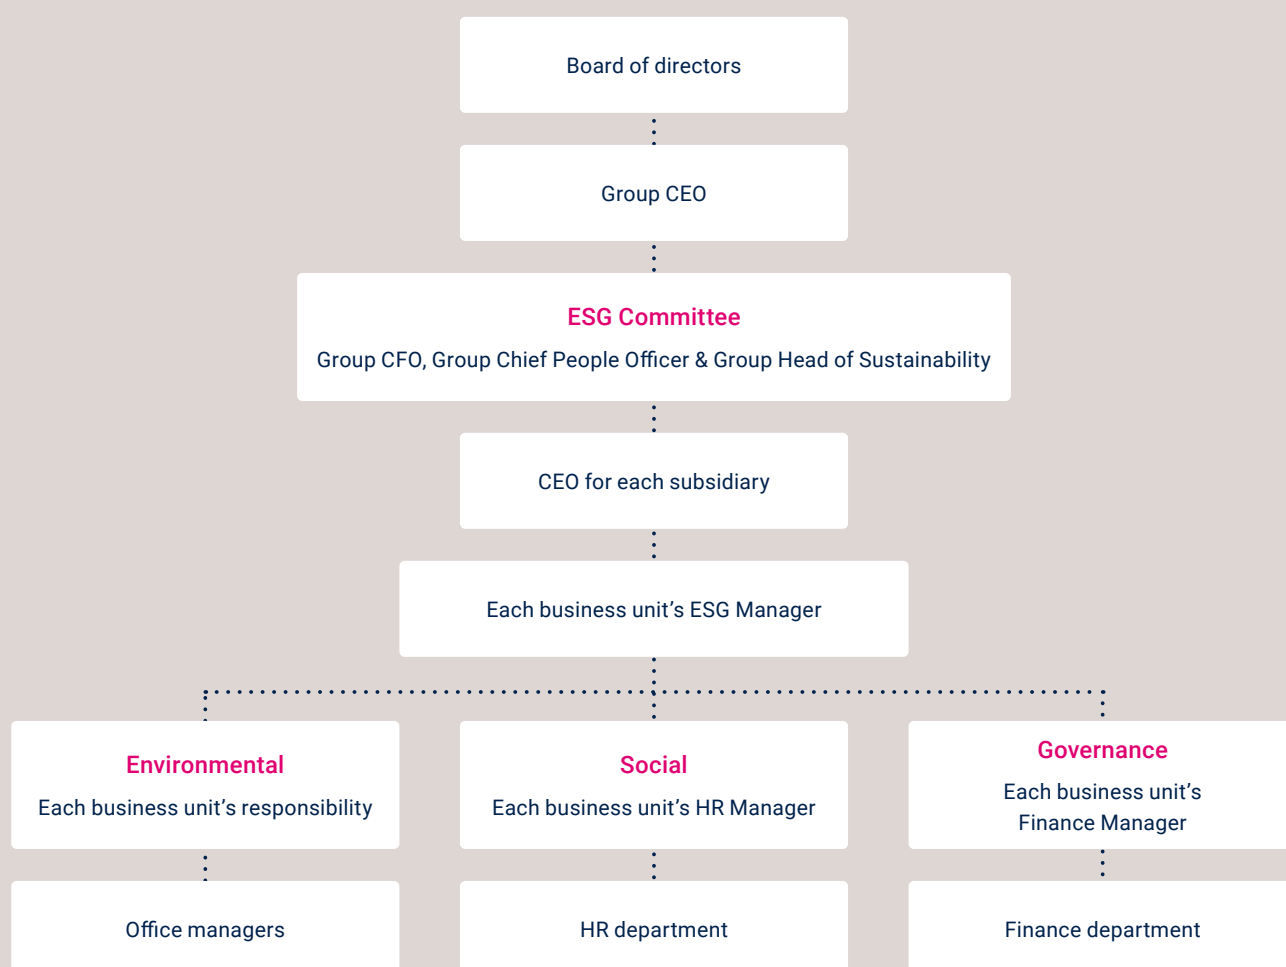 Board of directors
Group CEO
ESG Committee
Group CFO, Group Chief People Officer & Group Head of Sustainability
CEO for each subsidiary
Each business unit’s ESG Manager
Environmental
Each business unit’s responsibility
Social
Each business unit’s HR Manager
Governance
Each business unit’s
Finance Manager
Office managers
HR department
Finance department